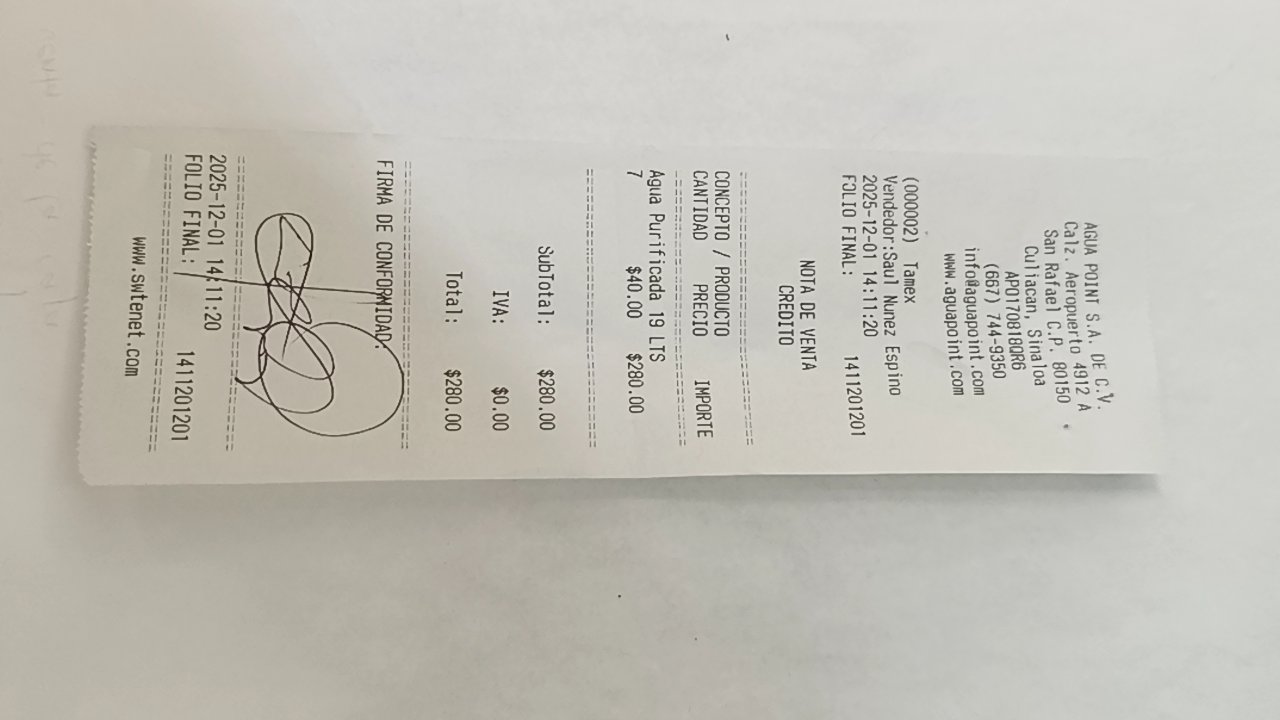 AGUA POINT S.A. DE C.V.
Calz. Aeropuerto 4912 A
San Rafael C.P. 80150
Culiacan, Sinaloa
APO170818QR6
(667) 744-9350
info@aguapoint.com
www.aguapoint.com
(000002) Tamex
Vendedor:Saul Nunez Espino
2025-12-01 14:11:20
FOLIO FINAL: 1411201201
NOTA DE VENTA
CREDITO
CONCEPTO / PRODUCTO
CANTIDAD PRECIO IMPORTE
Agua Purificada 19 LTS
7 $40.00 $280.00
SubTotal: $280.00
IVA: $0.00
Total: $280.00
FIRMA DE CONFORMIDAD:
2025-12-01 14:11:20
FOLIO FINAL: 1411201201
www.swtenet.com